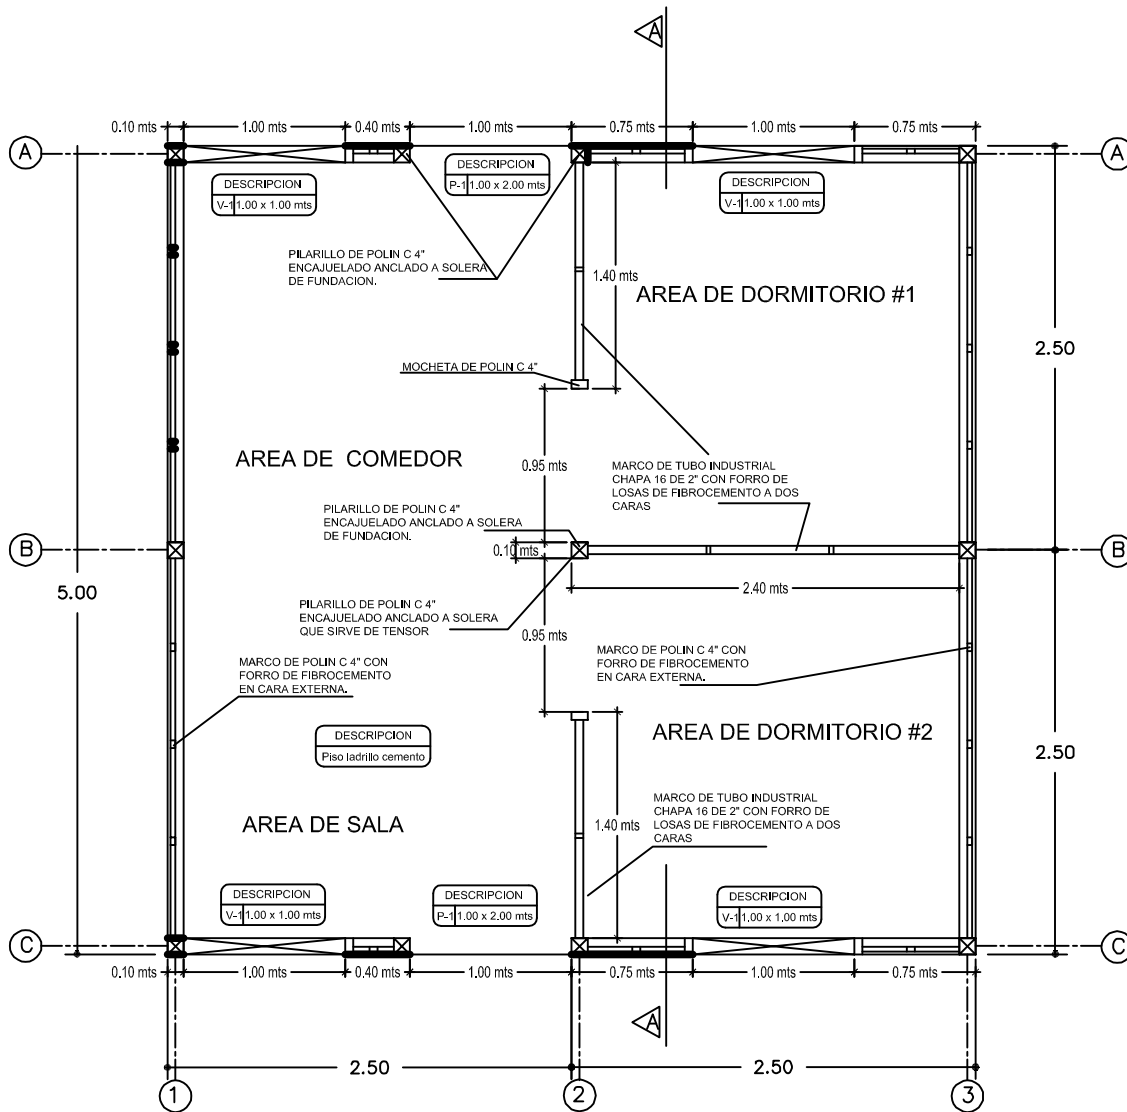 A
0.10 mts
1.00 mts
0.40 mts
1.00 mts
0.75 mts
1.00 mts
0.75 mts
A
A
DESCRIPCION
V-1 1.00 x 1.00 mts
DESCRIPCION
P-1 1.00 x 2.00 mts
DESCRIPCION
V-1 1.00 x 1.00 mts
PILARILLO DE POLIN C 4"
ENCAJUELADO ANCLADO A SOLERA
DE FUNDACION.
1.40 mts
AREA DE DORMITORIO #1
2.50
MOCHETA DE POLIN C 4"
AREA DE COMEDOR
0.95 mts
MARCO DE TUBO INDUSTRIAL
CHAPA 16 DE 2" CON FORRO DE
LOSAS DE FIBROCEMENTO A DOS
CARAS
PILARILLO DE POLIN C 4"
ENCAJUELADO ANCLADO A SOLERA
DE FUNDACION.
B
0.10 mts
B
5.00
2.40 mts
PILARILLO DE POLIN C 4"
ENCAJUELADO ANCLADO A SOLERA
QUE SIRVE DE TENSOR
0.95 mts
MARCO DE POLIN C 4" CON
FORRO DE FIBROCEMENTO
EN CARA EXTERNA.
MARCO DE POLIN C 4" CON
FORRO DE FIBROCEMENTO
EN CARA EXTERNA.
DESCRIPCION
Piso ladrillo cemento
AREA DE DORMITORIO #2
2.50
AREA DE SALA
1.40 mts
MARCO DE TUBO INDUSTRIAL
CHAPA 16 DE 2" CON FORRO DE
LOSAS DE FIBROCEMENTO A DOS
CARAS
DESCRIPCION
V-1 1.00 x 1.00 mts
DESCRIPCION
P-1 1.00 x 2.00 mts
DESCRIPCION
V-1 1.00 x 1.00 mts
C
C
0.10 mts
1.00 mts
0.40 mts
1.00 mts
0.75 mts
1.00 mts
0.75 mts
A
2.50
2.50
1
2
3